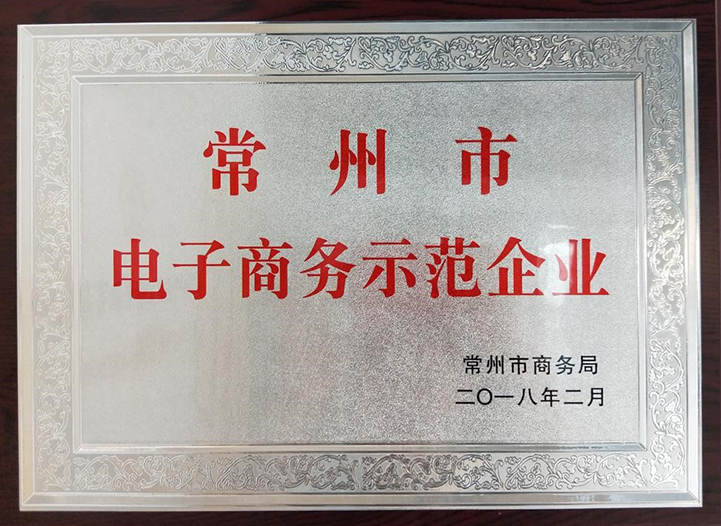 常州市
电子商务示范企业
常州市商务局
二〇一八年二月